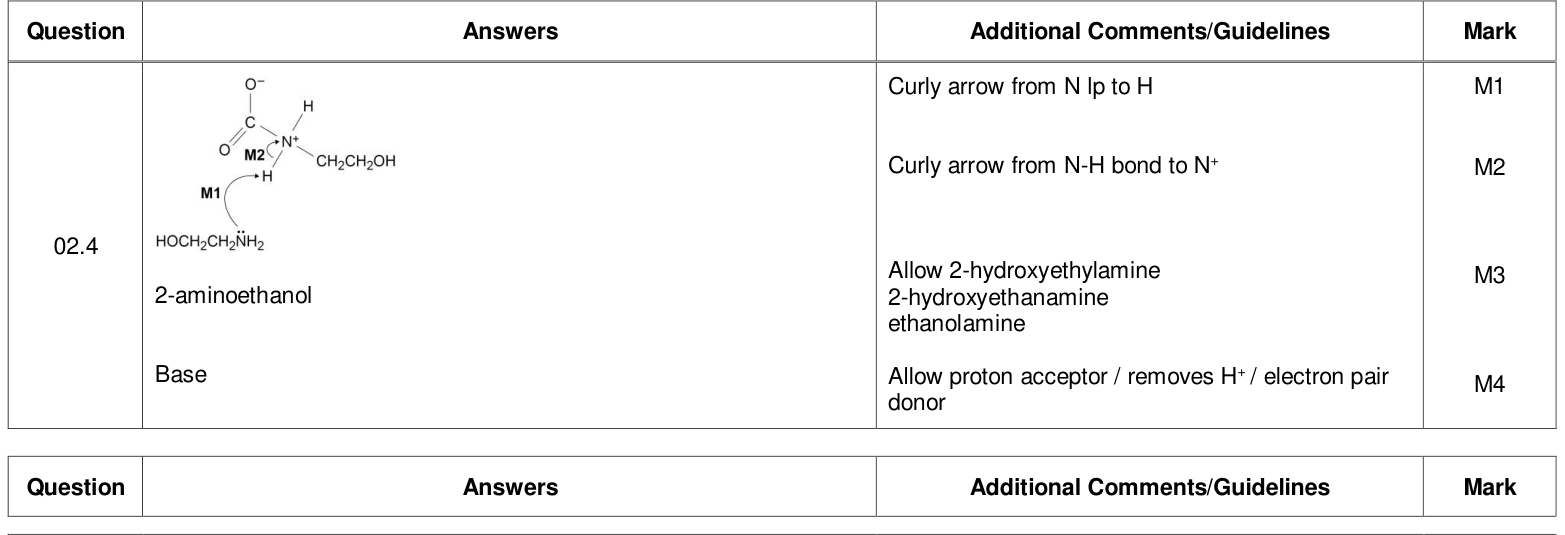 Question Answers Additional Comments/Guidelines Mark
O⁻
H
C
N⁺
O
M2
CH₂CH₂OH
H
M1
HOCH₂CH₂N̈H₂
02.4
2-aminoethanol
Base
Curly arrow from N lp to H M1
Curly arrow from N-H bond to N⁺ M2
Allow 2-hydroxyethylamine M3
2-hydroxyethanamine
ethanolamine
Allow proton acceptor / removes H⁺ / electron pair M4
donor
Question Answers Additional Comments/Guidelines Mark